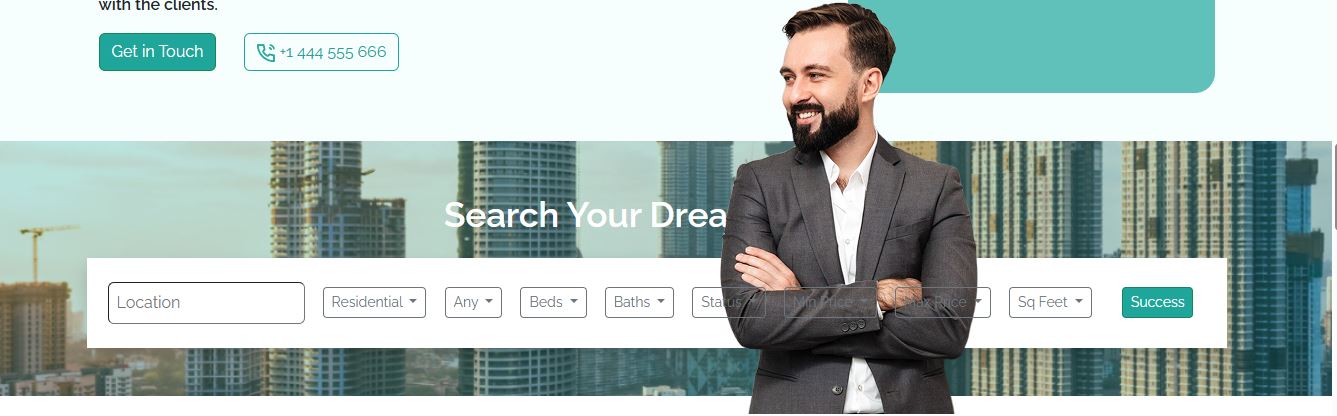 with the clients.
Get in Touch
+1 444 555 666
Search Your Drea
Location
Residential
Any
Beds
Baths
Status
Min Price
Max Price
Sq Feet
Success